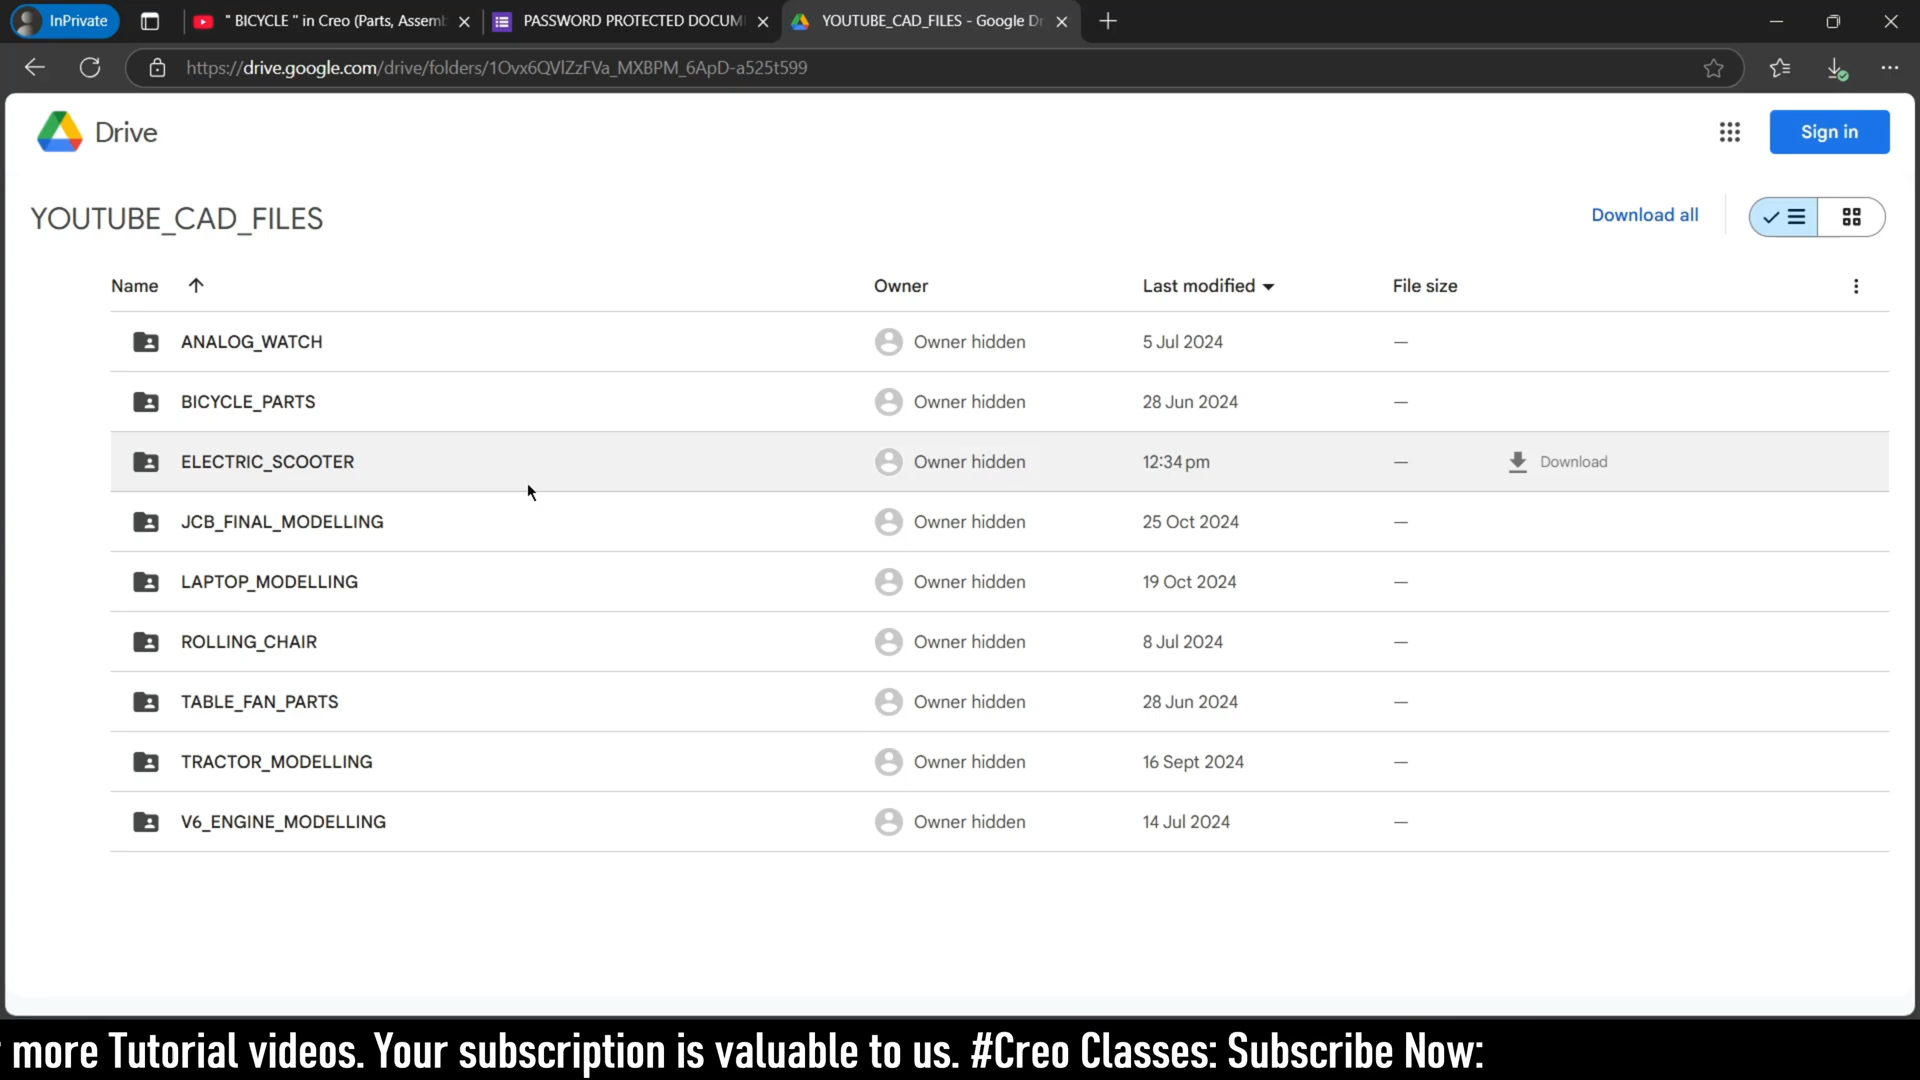 InPrivate
" BICYCLE " in Creo (Parts, Assemb
PASSWORD PROTECTED DOCUM
YOUTUBE_CAD_FILES - Google Dr
https://drive.google.com/drive/folders/1Ovx6QVlZzFVa_MXBPM_6ApD-a525t599
Drive
Sign in
YOUTUBE_CAD_FILES
Download all
Name Owner Last modified File size
ANALOG_WATCH Owner hidden 5 Jul 2024 —
BICYCLE_PARTS Owner hidden 28 Jun 2024 —
ELECTRIC_SCOOTER Owner hidden 12:34 pm — Download
JCB_FINAL_MODELLING Owner hidden 25 Oct 2024 —
LAPTOP_MODELLING Owner hidden 19 Oct 2024 —
ROLLING_CHAIR Owner hidden 8 Jul 2024 —
TABLE_FAN_PARTS Owner hidden 28 Jun 2024 —
TRACTOR_MODELLING Owner hidden 16 Sept 2024 —
V6_ENGINE_MODELLING Owner hidden 14 Jul 2024 —
more Tutorial videos. Your subscription is valuable to us. #Creo Classes: Subscribe Now: